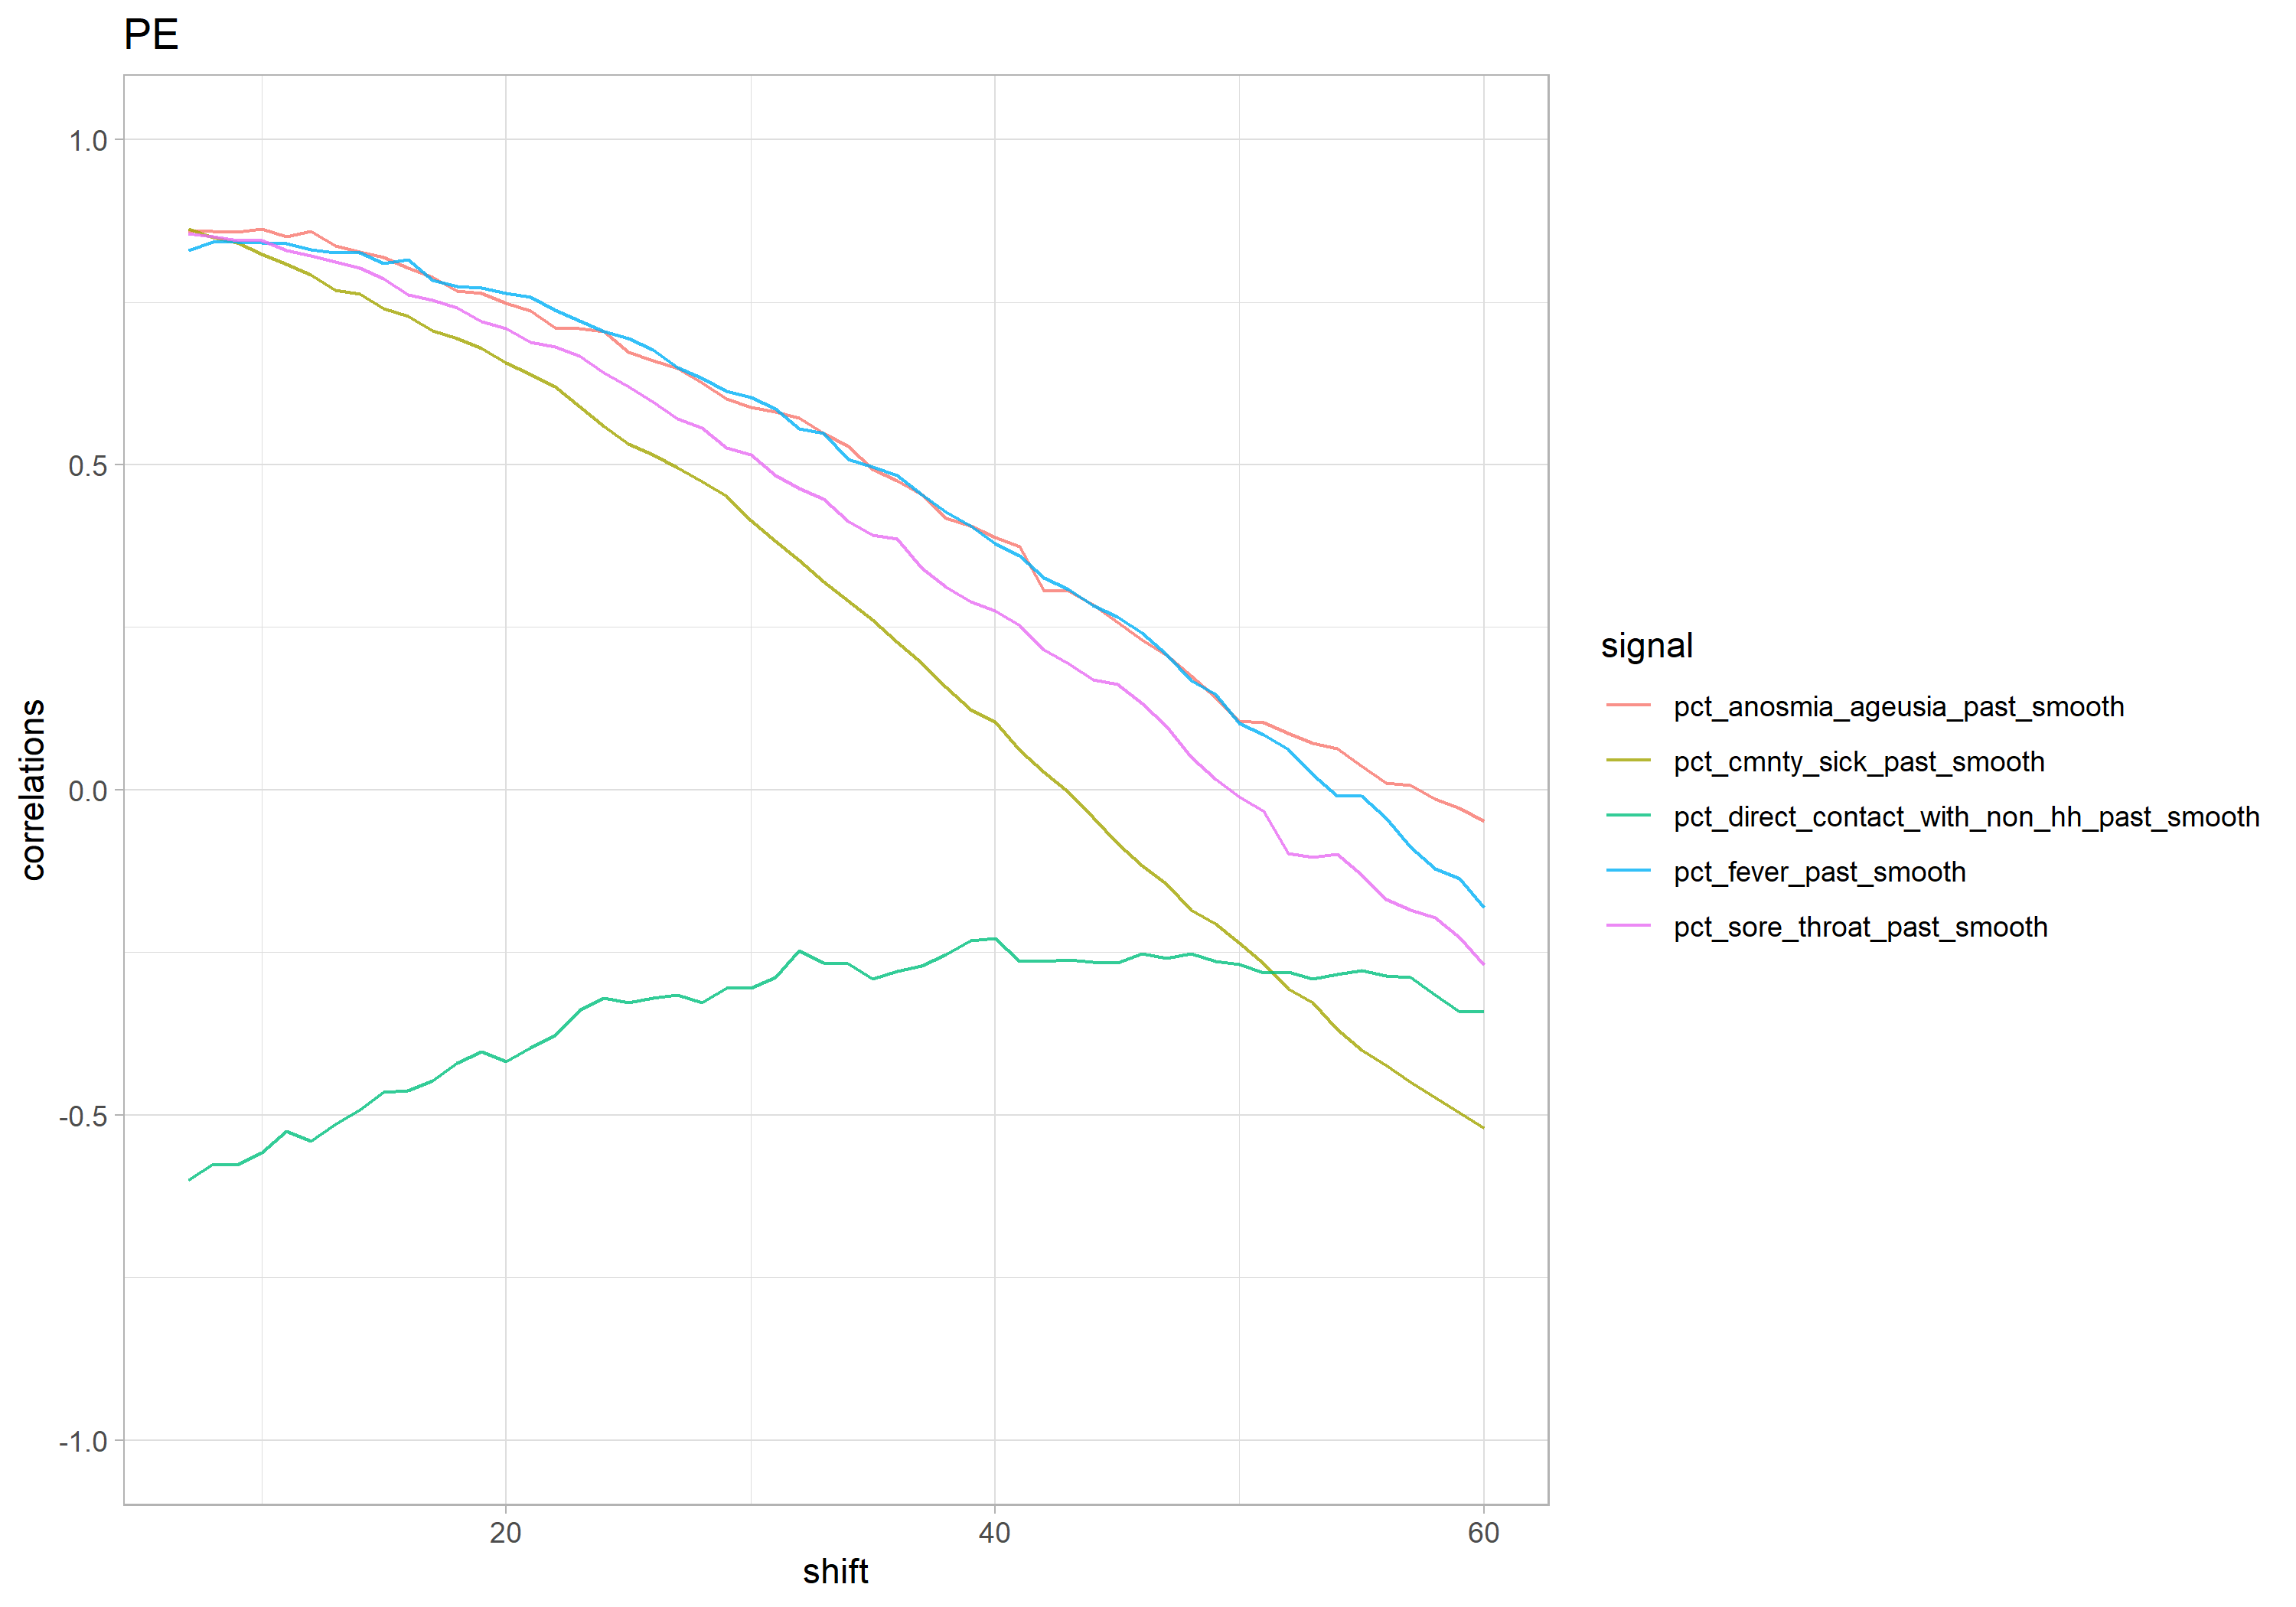 PE
1.0
0.5
0.0
-0.5
-1.0
correlations
20 40 60
shift
signal
pct_anosmia_ageusia_past_smooth
pct_cmnty_sick_past_smooth
pct_direct_contact_with_non_hh_past_smooth
pct_fever_past_smooth
pct_sore_throat_past_smooth